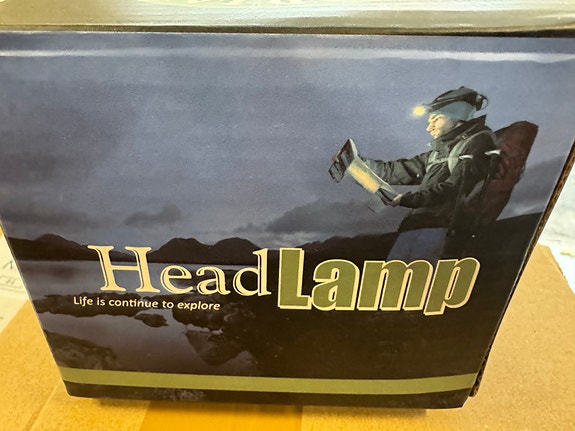 Head Lamp
Life is continue to explore